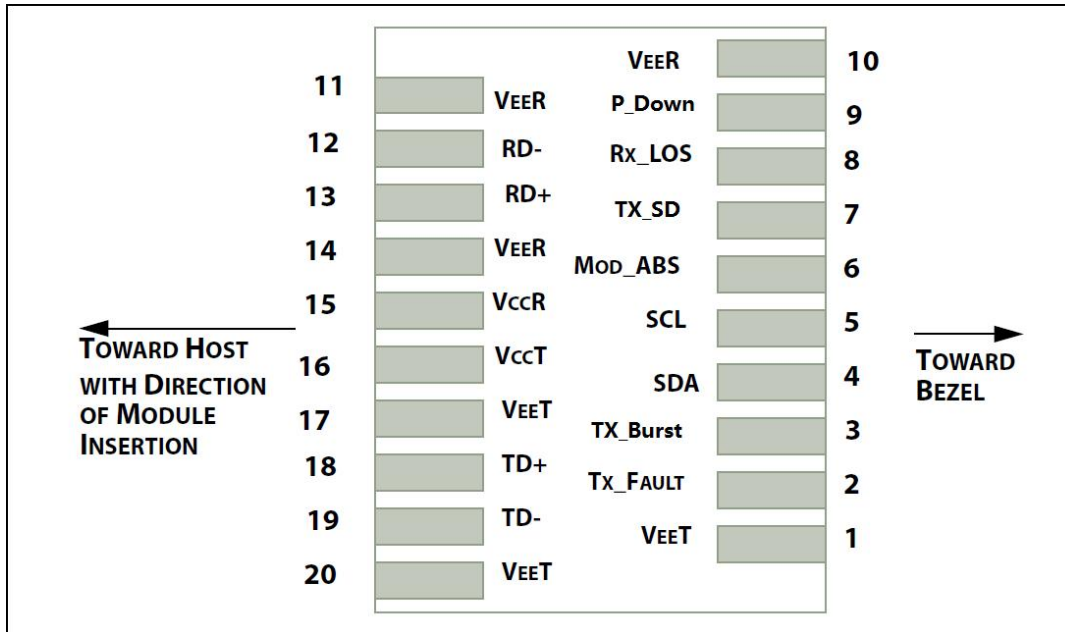 11
VEER
12
RD-
13
RD+
14
VEER
15
VCCR
16
VCCT
17
VEET
18
TD+
19
TD-
20
VEET
VEER
10
P_Down
9
RX_LOS
8
TX_SD
7
MOD_ABS
6
SCL
5
SDA
4
TX_Burst
3
TX_FAULT
2
VEET
1
TOWARD HOST
WITH DIRECTION
OF MODULE
INSERTION
TOWARD
BEZEL